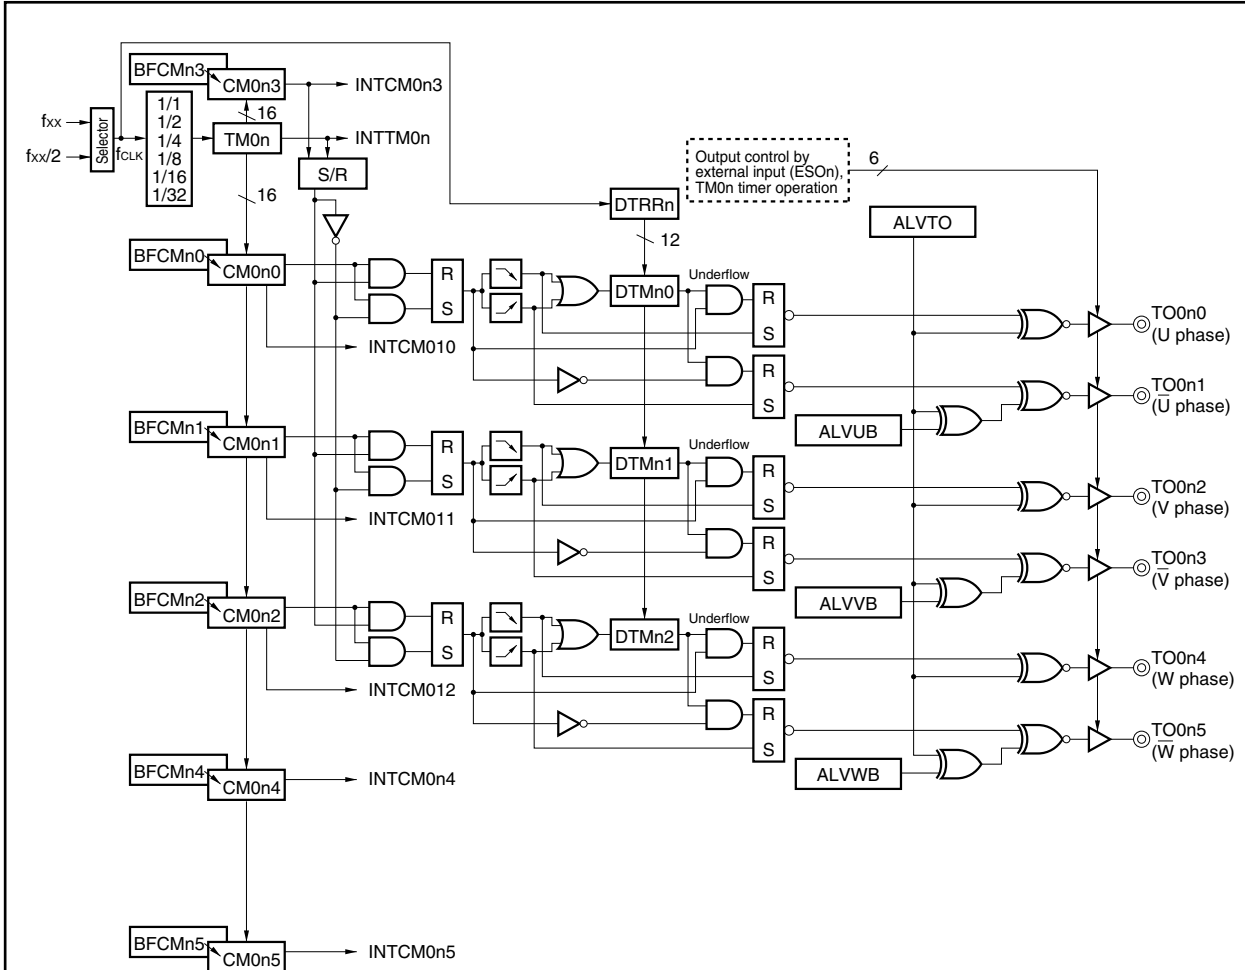 BFCMn3
CM0n3
INTCM0n3
fXX
fXX/2
Selector
fCLK
1/1
1/2
1/4
1/8
1/16
1/32
16
TM0n
INTTM0n
S/R
16
Output control by
external input (ESOn),
TM0n timer operation
6
DTRRn
12
ALVTO
BFCMn0
CM0n0
INTCM010
R
S
DTMn0
Underflow
R
S
R
S
TO0n0
(U phase)
TO0n1
(U̅ phase)
ALVUB
BFCMn1
CM0n1
INTCM011
R
S
DTMn1
Underflow
R
S
R
S
TO0n2
(V phase)
TO0n3
(V̅ phase)
ALVVB
BFCMn2
CM0n2
INTCM012
R
S
DTMn2
Underflow
R
S
R
S
TO0n4
(W phase)
TO0n5
(W̅ phase)
ALVWB
BFCMn4
CM0n4
INTCM0n4
BFCMn5
CM0n5
INTCM0n5